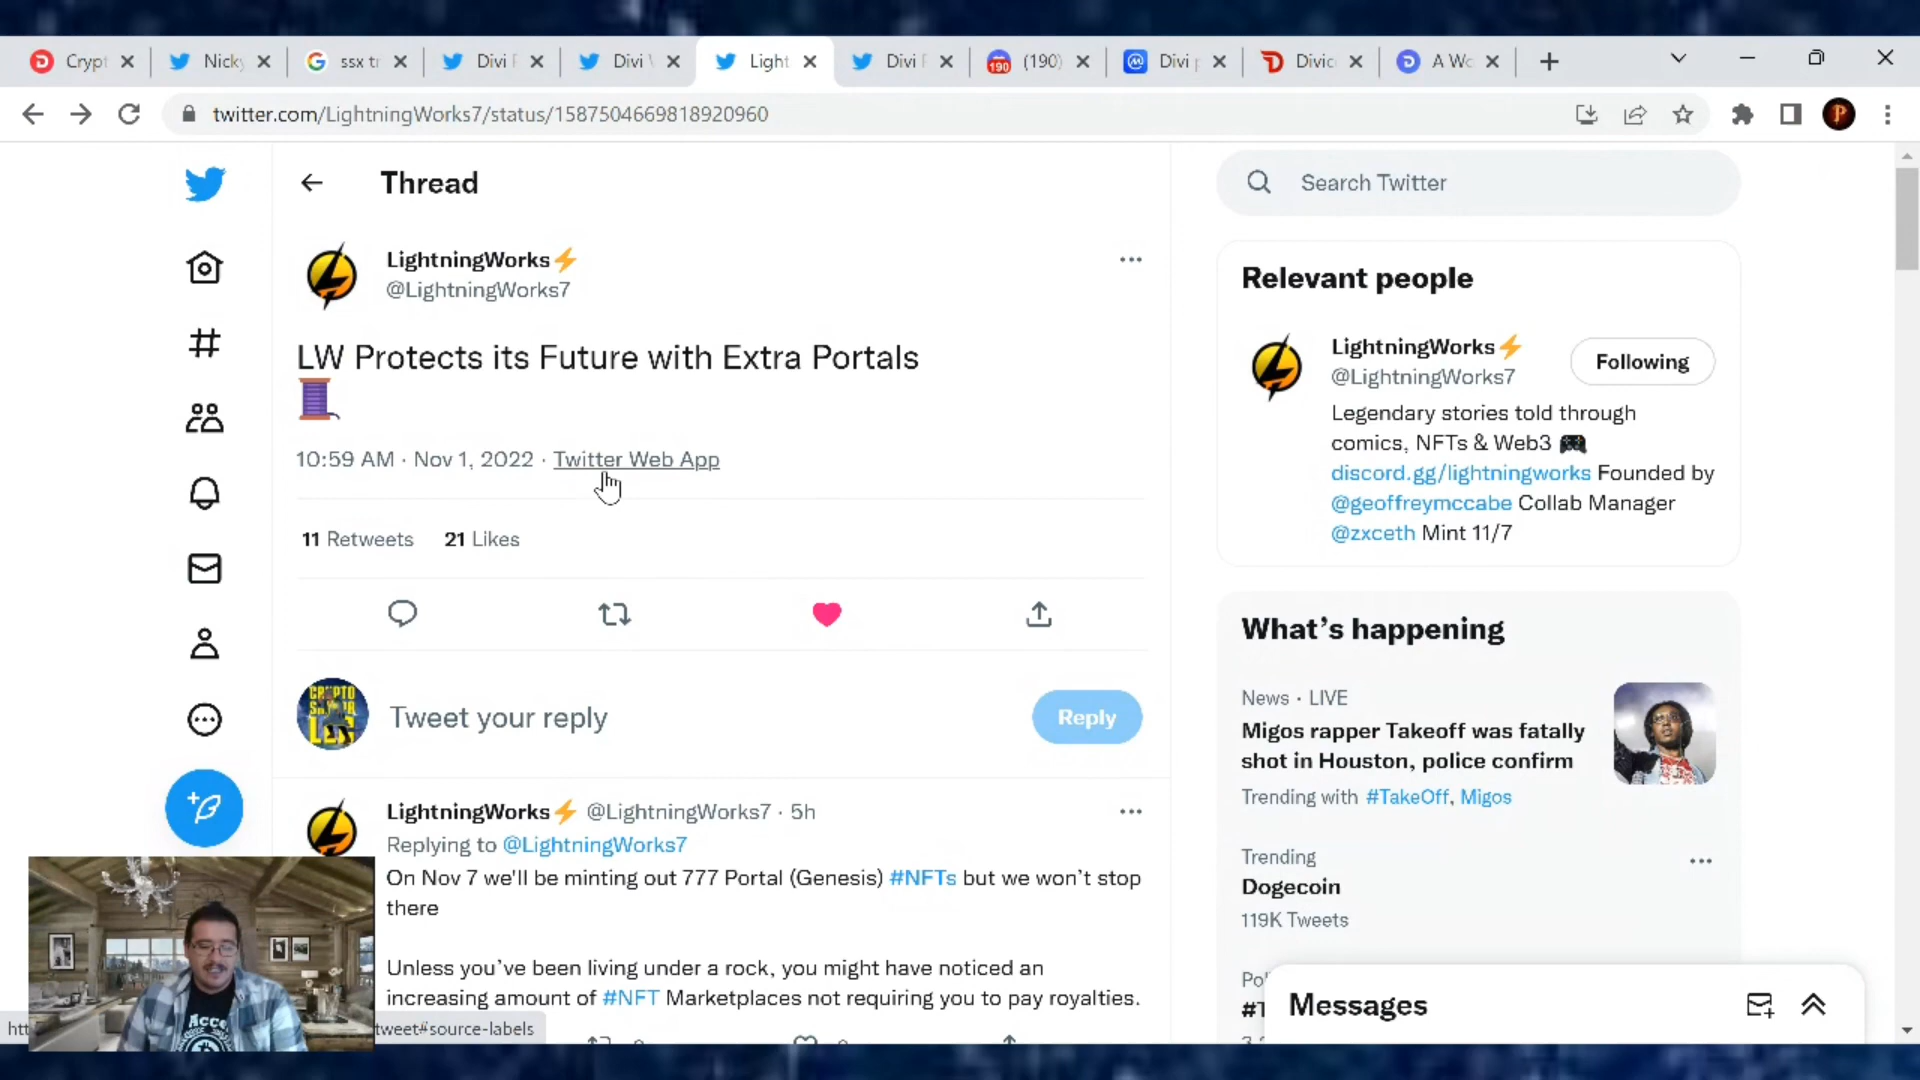 Crypt
Nicky
ssx tr
Divi F
Divi V
Light
Divi F
190
(190)
Divi p
Divic
A Wo
twitter.com/LightningWorks7/status/1587504669818920960
Thread
Search Twitter
LightningWorks⚡
@LightningWorks7
LW Protects its Future with Extra Portals
10:59 AM · Nov 1, 2022 · Twitter Web App
11 Retweets 21 Likes
Tweet your reply
Reply
LightningWorks⚡ @LightningWorks7 · 5h
Replying to @LightningWorks7
On Nov 7 we'll be minting out 777 Portal (Genesis) #NFTs but we won't stop
there
Unless you've been living under a rock, you might have noticed an
increasing amount of #NFT Marketplaces not requiring you to pay royalties.
tweet#source-labels
Relevant people
LightningWorks⚡
@LightningWorks7
Following
Legendary stories told through
comics, NFTs & Web3 🎮
discord.gg/lightningworks Founded by
@geoffreymccabe Collab Manager
@zxceth Mint 11/7
What's happening
News · LIVE
Migos rapper Takeoff was fatally
shot in Houston, police confirm
Trending with #TakeOff, Migos
Trending
Dogecoin
119K Tweets
Messages